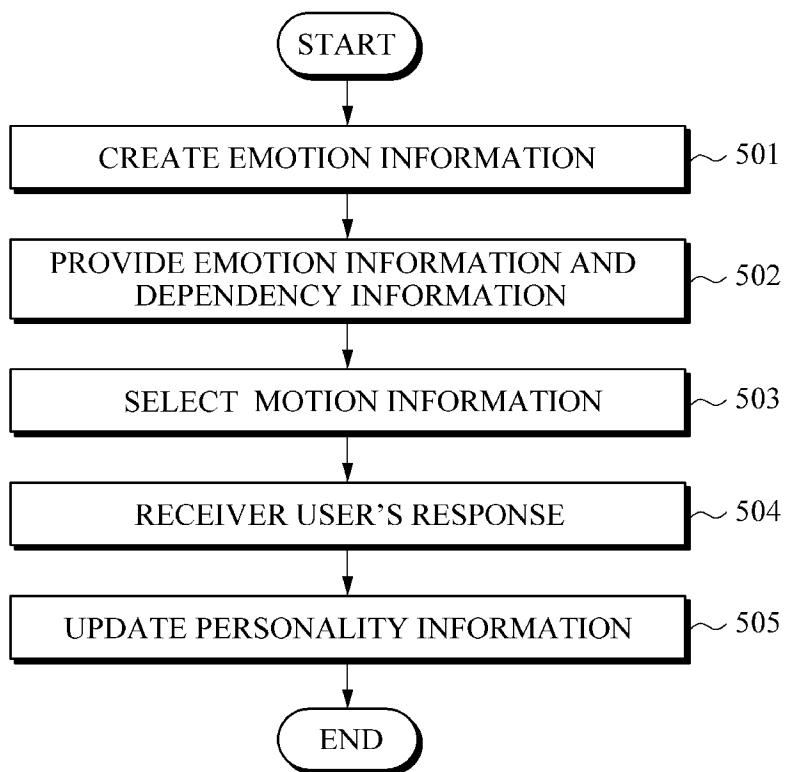 START
CREATE EMOTION INFORMATION
501
PROVIDE EMOTION INFORMATION AND
DEPENDENCY INFORMATION
502
SELECT MOTION INFORMATION
503
RECEIVER USER'S RESPONSE
504
UPDATE PERSONALITY INFORMATION
505
END